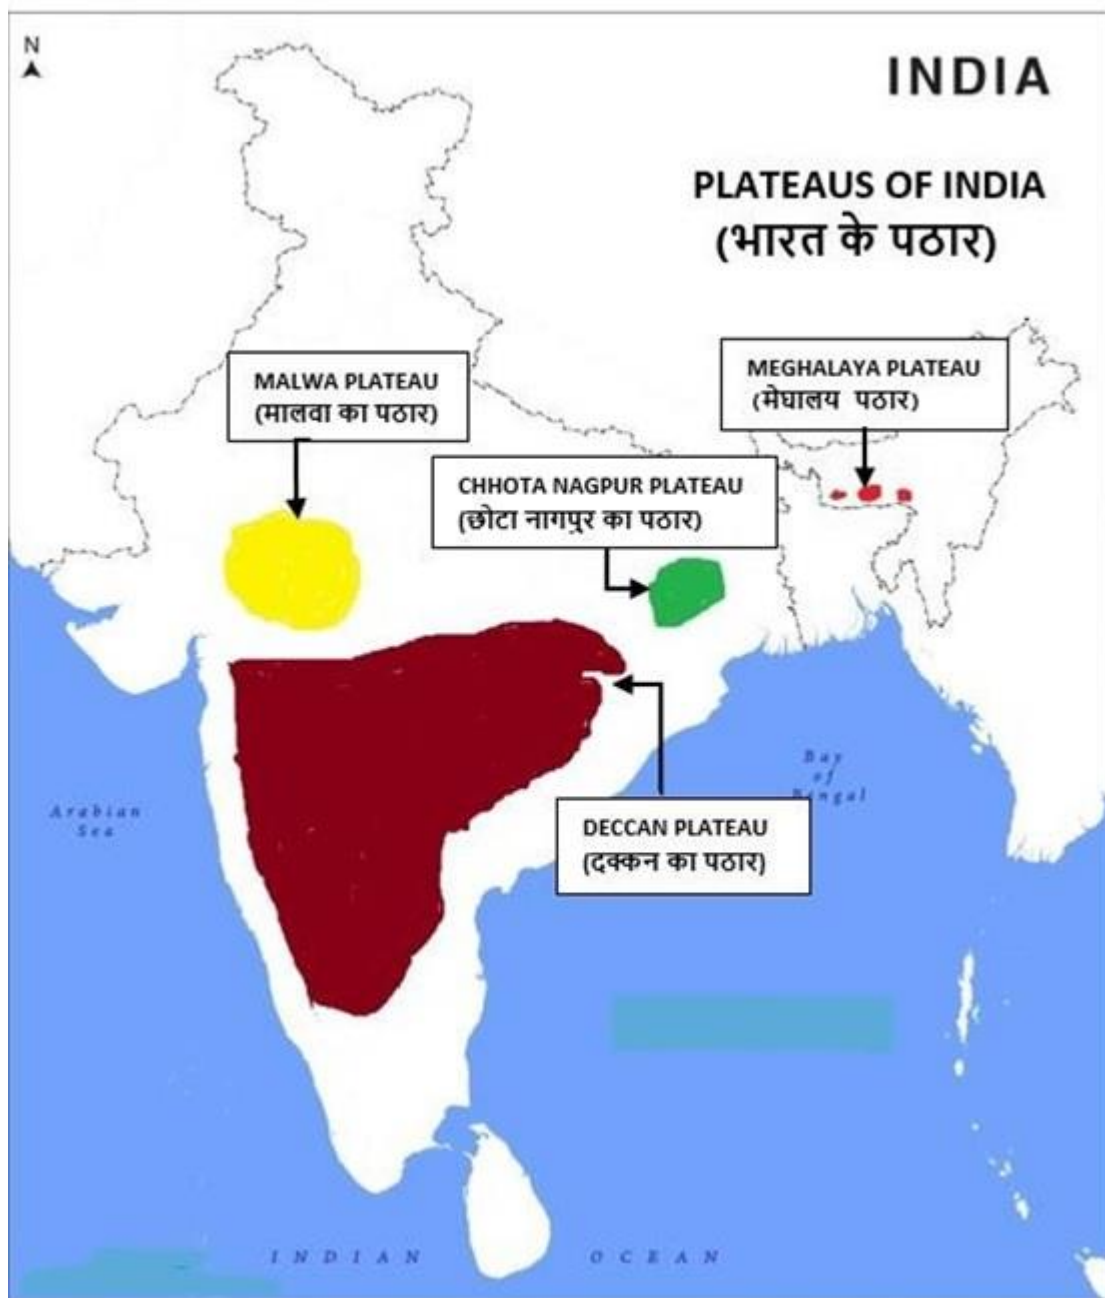 N
INDIA
PLATEAUS OF INDIA
(भारत के पठार)
MALWA PLATEAU
(मालवा का पठार)
MEGHALAYA PLATEAU
(मेघालय पठार)
CHHOTA NAGPUR PLATEAU
(छोटा नागपुर का पठार)
Bay
of
Bengal
Arabian
Sea
DECCAN PLATEAU
(दक्कन का पठार)
INDIAN OCEAN